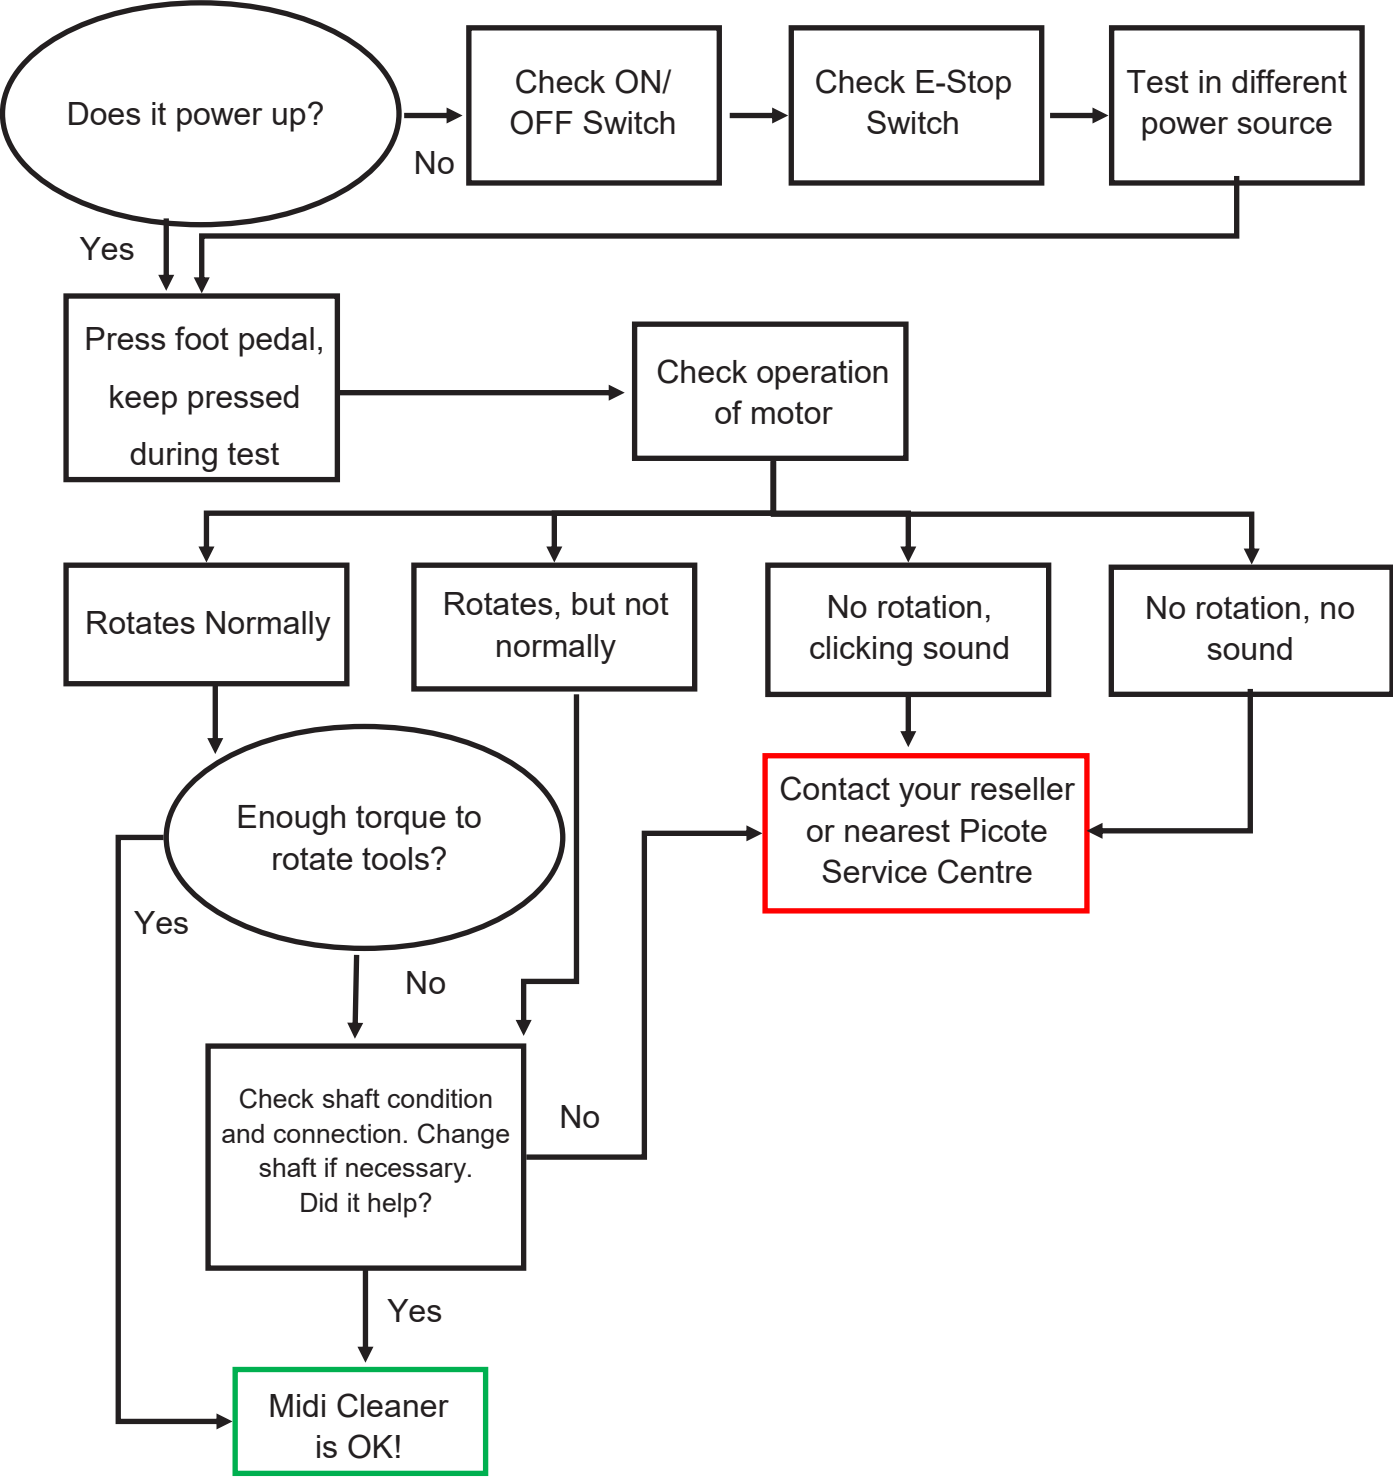 Does it power up?
No
Check ON/
OFF Switch
Check E-Stop
Switch
Test in different
power source
Yes
Press foot pedal,
keep pressed
during test
Check operation
of motor
Rotates Normally
Rotates, but not
normally
No rotation,
clicking sound
No rotation, no
sound
Enough torque to
rotate tools?
Contact your reseller
or nearest Picote
Service Centre
Yes
No
Check shaft condition
and connection. Change
shaft if necessary.
Did it help?
No
Yes
Midi Cleaner
is OK!